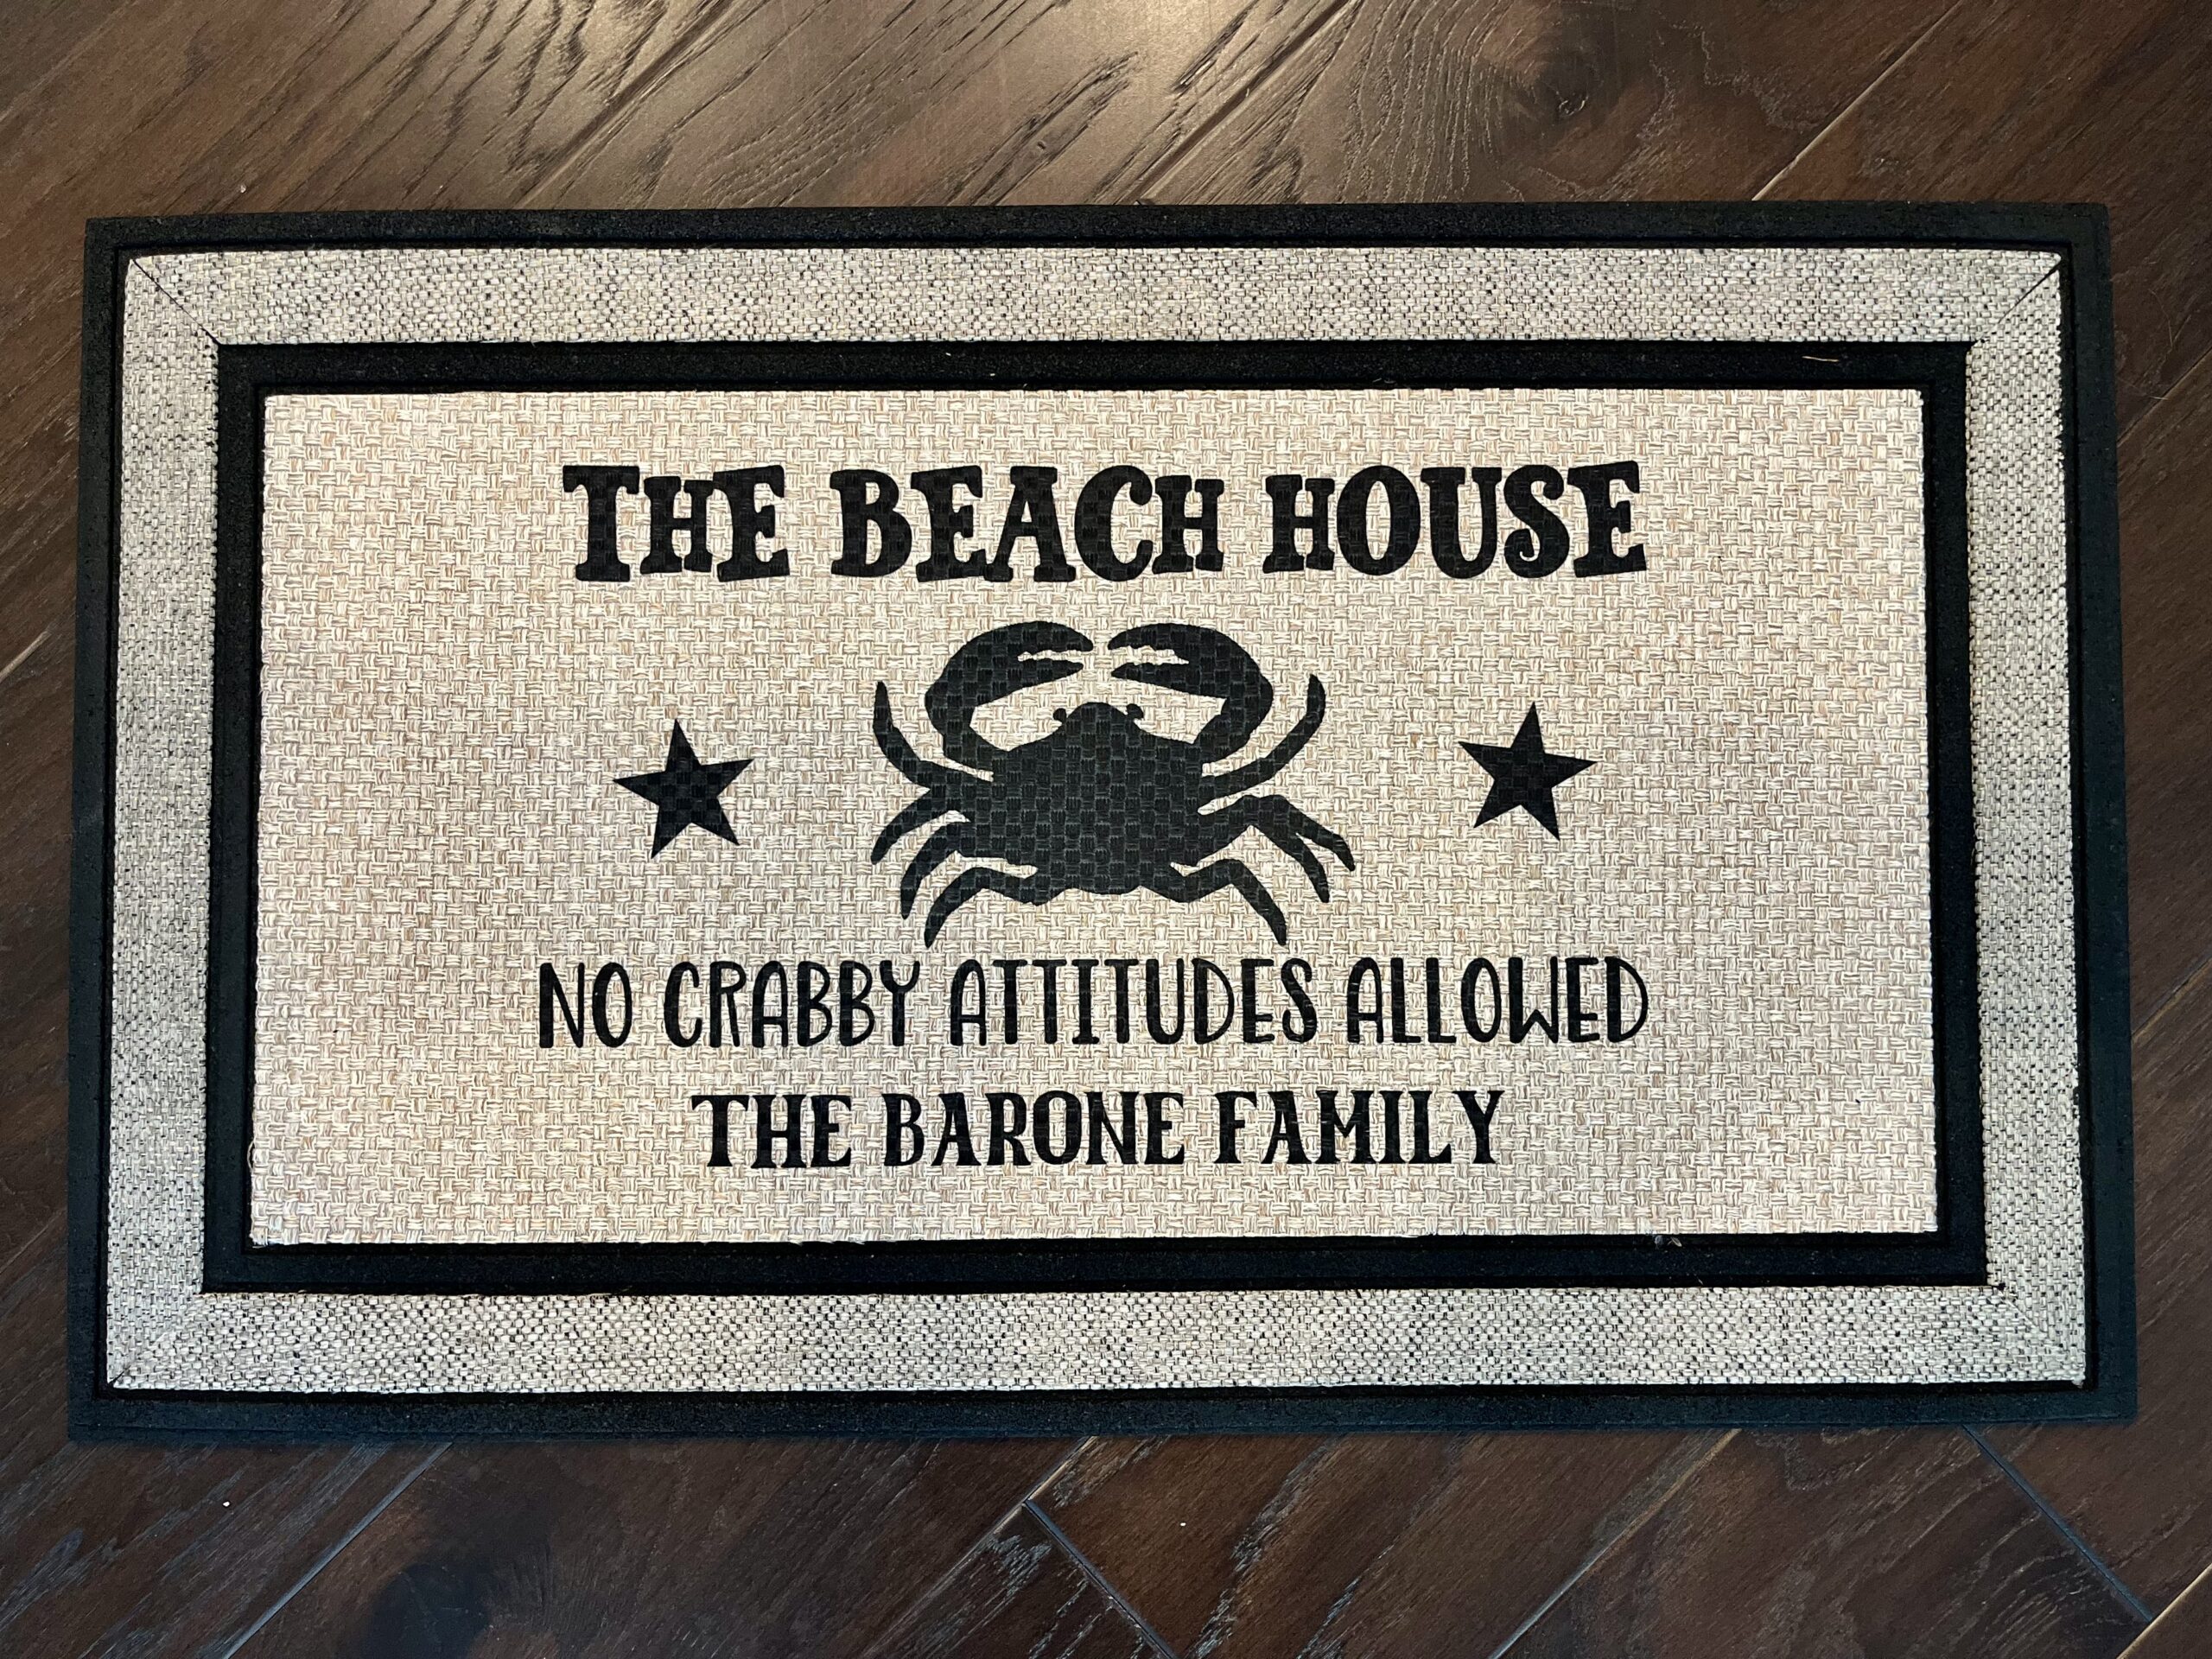 THE BEACH HOUSE
NO CRABBY ATTITUDES ALLOWED
THE BARONE FAMILY